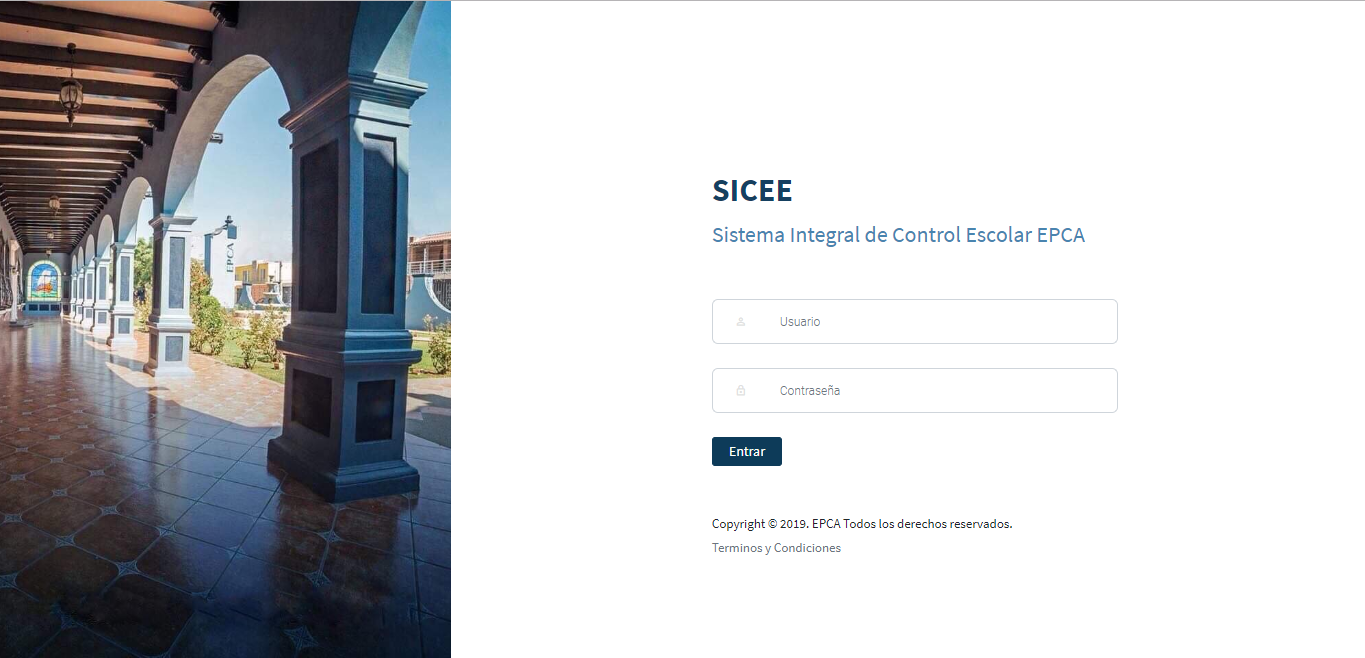 EPCA
SICEE
Sistema Integral de Control Escolar EPCA
Usuario
Contraseña
Entrar
Copyright © 2019. EPCA Todos los derechos reservados.
Terminos y Condiciones